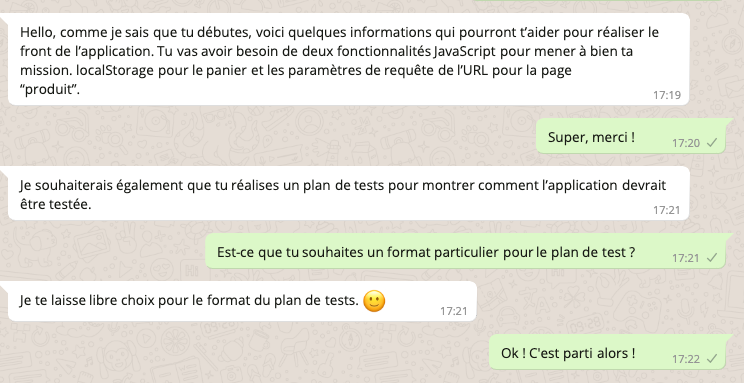 Hello, comme je sais que tu débutes, voici quelques informations qui pourront t’aider pour réaliser le
front de l’application. Tu vas avoir besoin de deux fonctionnalités JavaScript pour mener à bien ta
mission. localStorage pour le panier et les paramètres de requête de l’URL pour la page
“produit”.
17:19
Super, merci !
17:20
Je souhaiterais également que tu réalises un plan de tests pour montrer comment l’application devrait
être testée.
17:21
Est-ce que tu souhaites un format particulier pour le plan de test ?
17:21
Je te laisse libre choix pour le format du plan de tests. 🙂
17:21
Ok ! C'est parti alors !
17:22